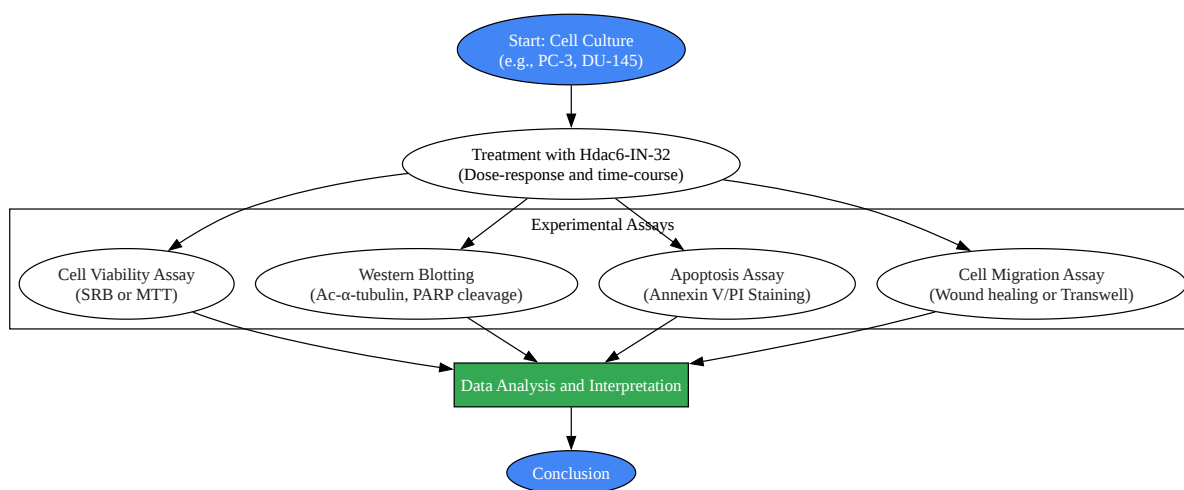 Start: Cell Culture
(e.g., PC-3, DU-145)
Treatment with Hdac6-IN-32
(Dose-response and time-course)
Experimental Assays
Cell Viability Assay
(SRB or MTT)
Western Blotting
(Ac-α-tubulin, PARP cleavage)
Apoptosis Assay
(Annexin V/PI Staining)
Cell Migration Assay
(Wound healing or Transwell)
Data Analysis and Interpretation
Conclusion